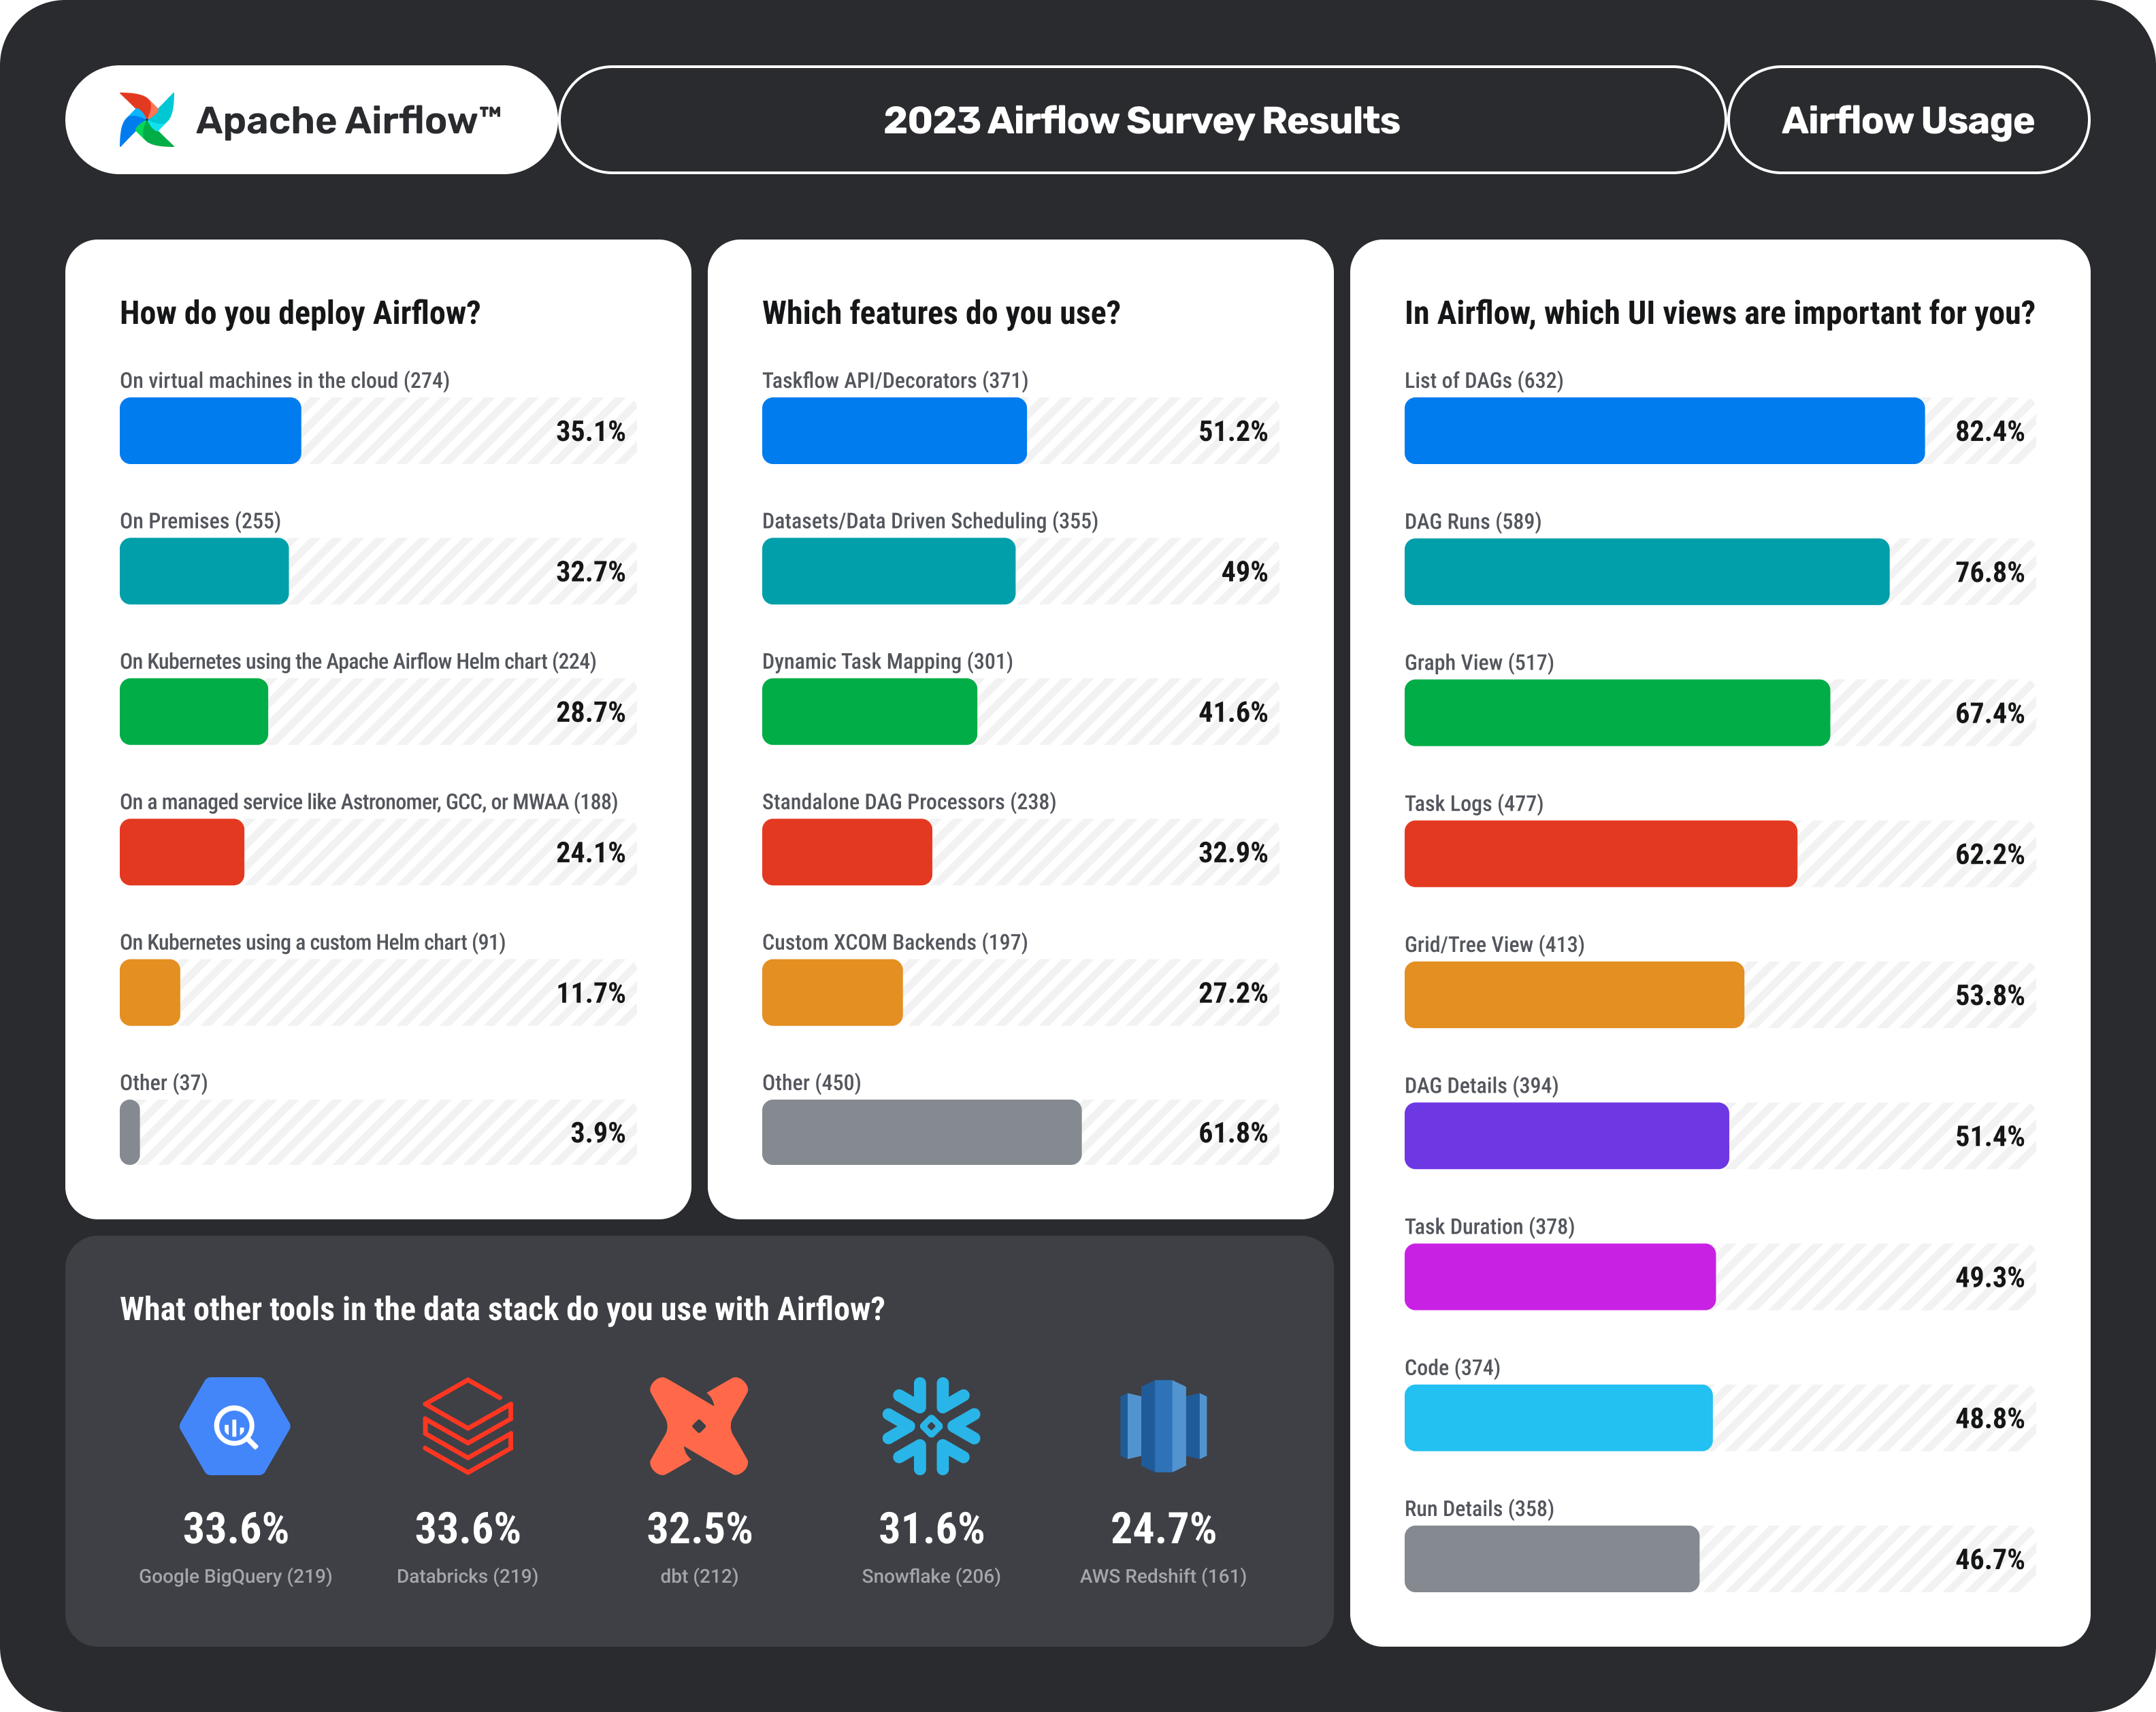 Apache Airflow™
2023 Airflow Survey Results
Airflow Usage
How do you deploy Airflow?
On virtual machines in the cloud (274)
35.1%
On Premises (255)
32.7%
On Kubernetes using the Apache Airflow Helm chart (224)
28.7%
On a managed service like Astronomer, GCC, or MWAA (188)
24.1%
On Kubernetes using a custom Helm chart (91)
11.7%
Other (37)
3.9%
Which features do you use?
Taskflow API/Decorators (371)
51.2%
Datasets/Data Driven Scheduling (355)
49%
Dynamic Task Mapping (301)
41.6%
Standalone DAG Processors (238)
32.9%
Custom XCOM Backends (197)
27.2%
Other (450)
61.8%
In Airflow, which UI views are important for you?
List of DAGs (632)
82.4%
DAG Runs (589)
76.8%
Graph View (517)
67.4%
Task Logs (477)
62.2%
Grid/Tree View (413)
53.8%
DAG Details (394)
51.4%
Task Duration (378)
49.3%
Code (374)
48.8%
Run Details (358)
46.7%
What other tools in the data stack do you use with Airflow?
33.6%
Google BigQuery (219)
33.6%
Databricks (219)
32.5%
dbt (212)
31.6%
Snowflake (206)
24.7%
AWS Redshift (161)